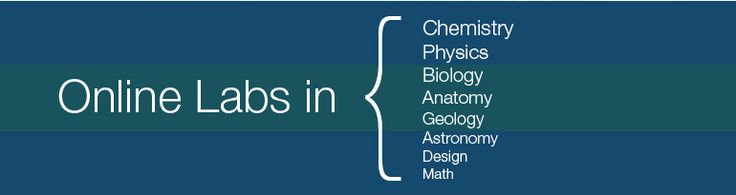 Online Labs in
Chemistry
Physics
Biology
Anatomy
Geology
Astronomy
Design
Math